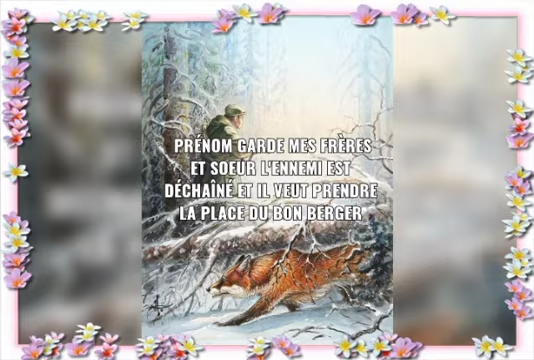 PRÉNOM GARDE MES FRÈRES
ET SOEUR L'ENNEMI EST
DÉCHAÎNÉ ET IL VEUT PRENDRE
LA PLACE DU BON BERGER